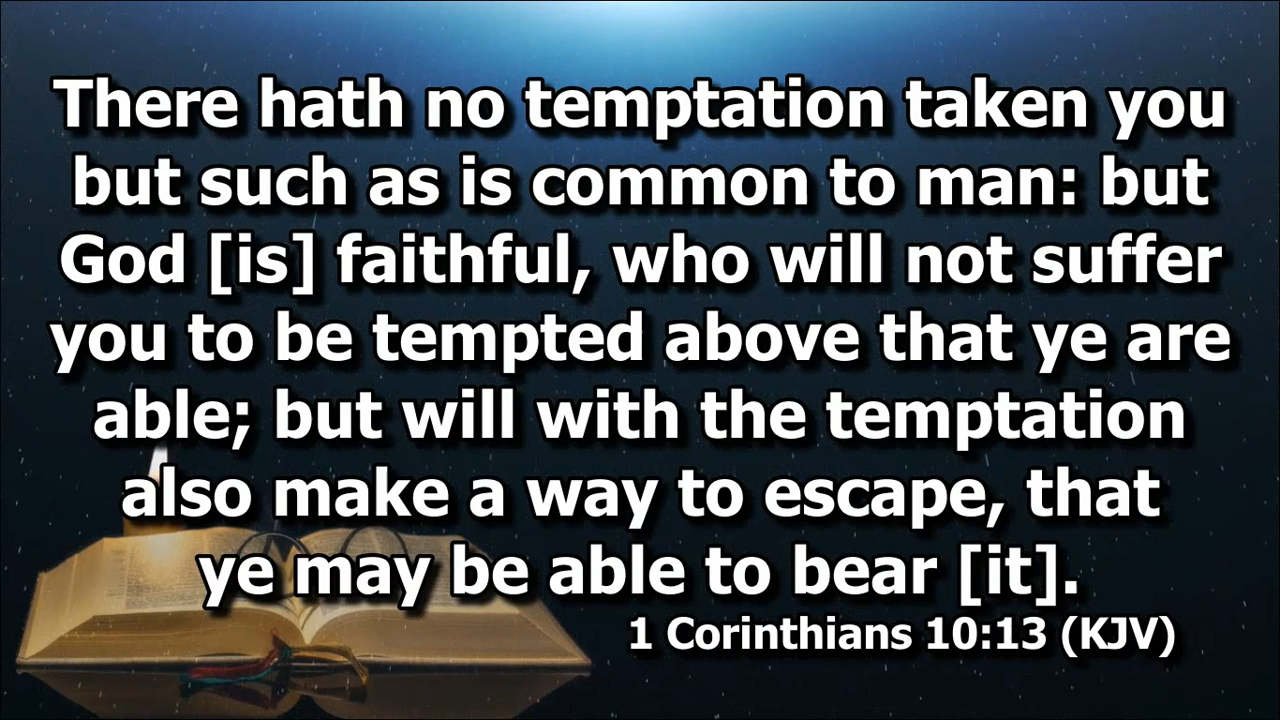 There hath no temptation taken you
but such as is common to man: but
God [is] faithful, who will not suffer
you to be tempted above that ye are
able; but will with the temptation
also make a way to escape, that
ye may be able to bear [it].
1 Corinthians 10:13 (KJV)